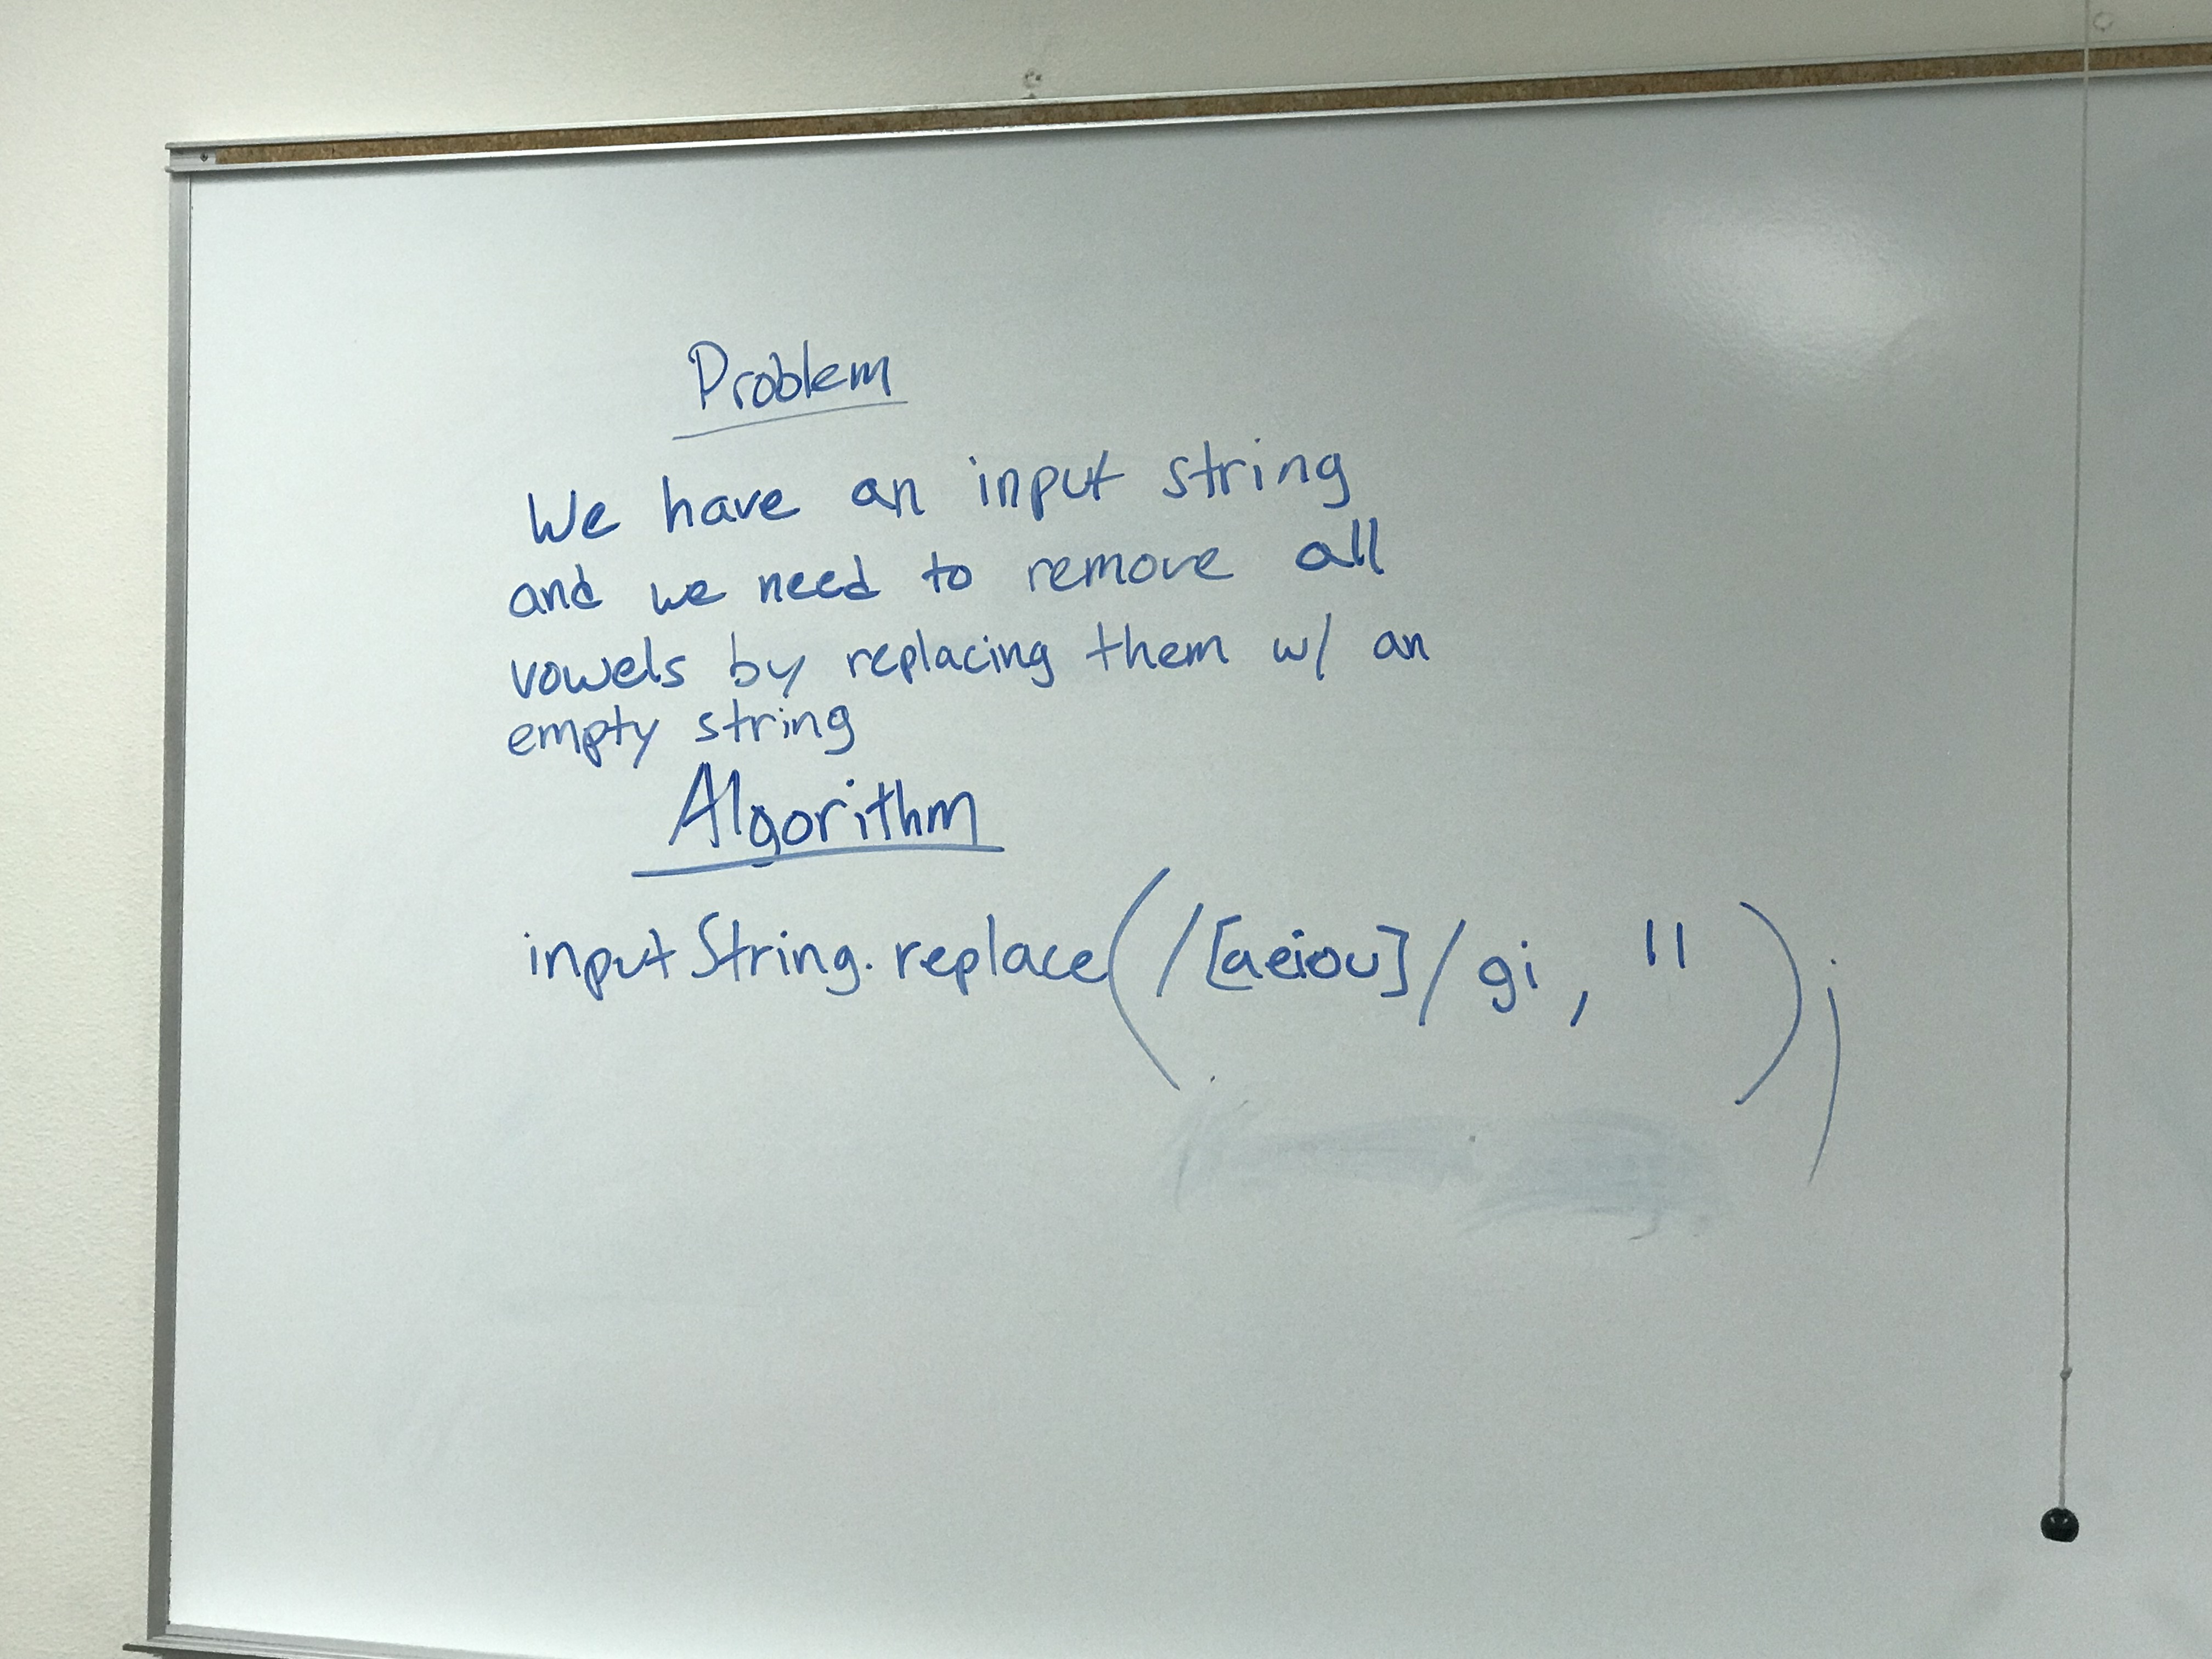 Problem
We have an input string
and we need to remove all
vowels by replacing them w/ an
empty string
Algorithm
inputString.replace(/[aeiou]/gi, '');